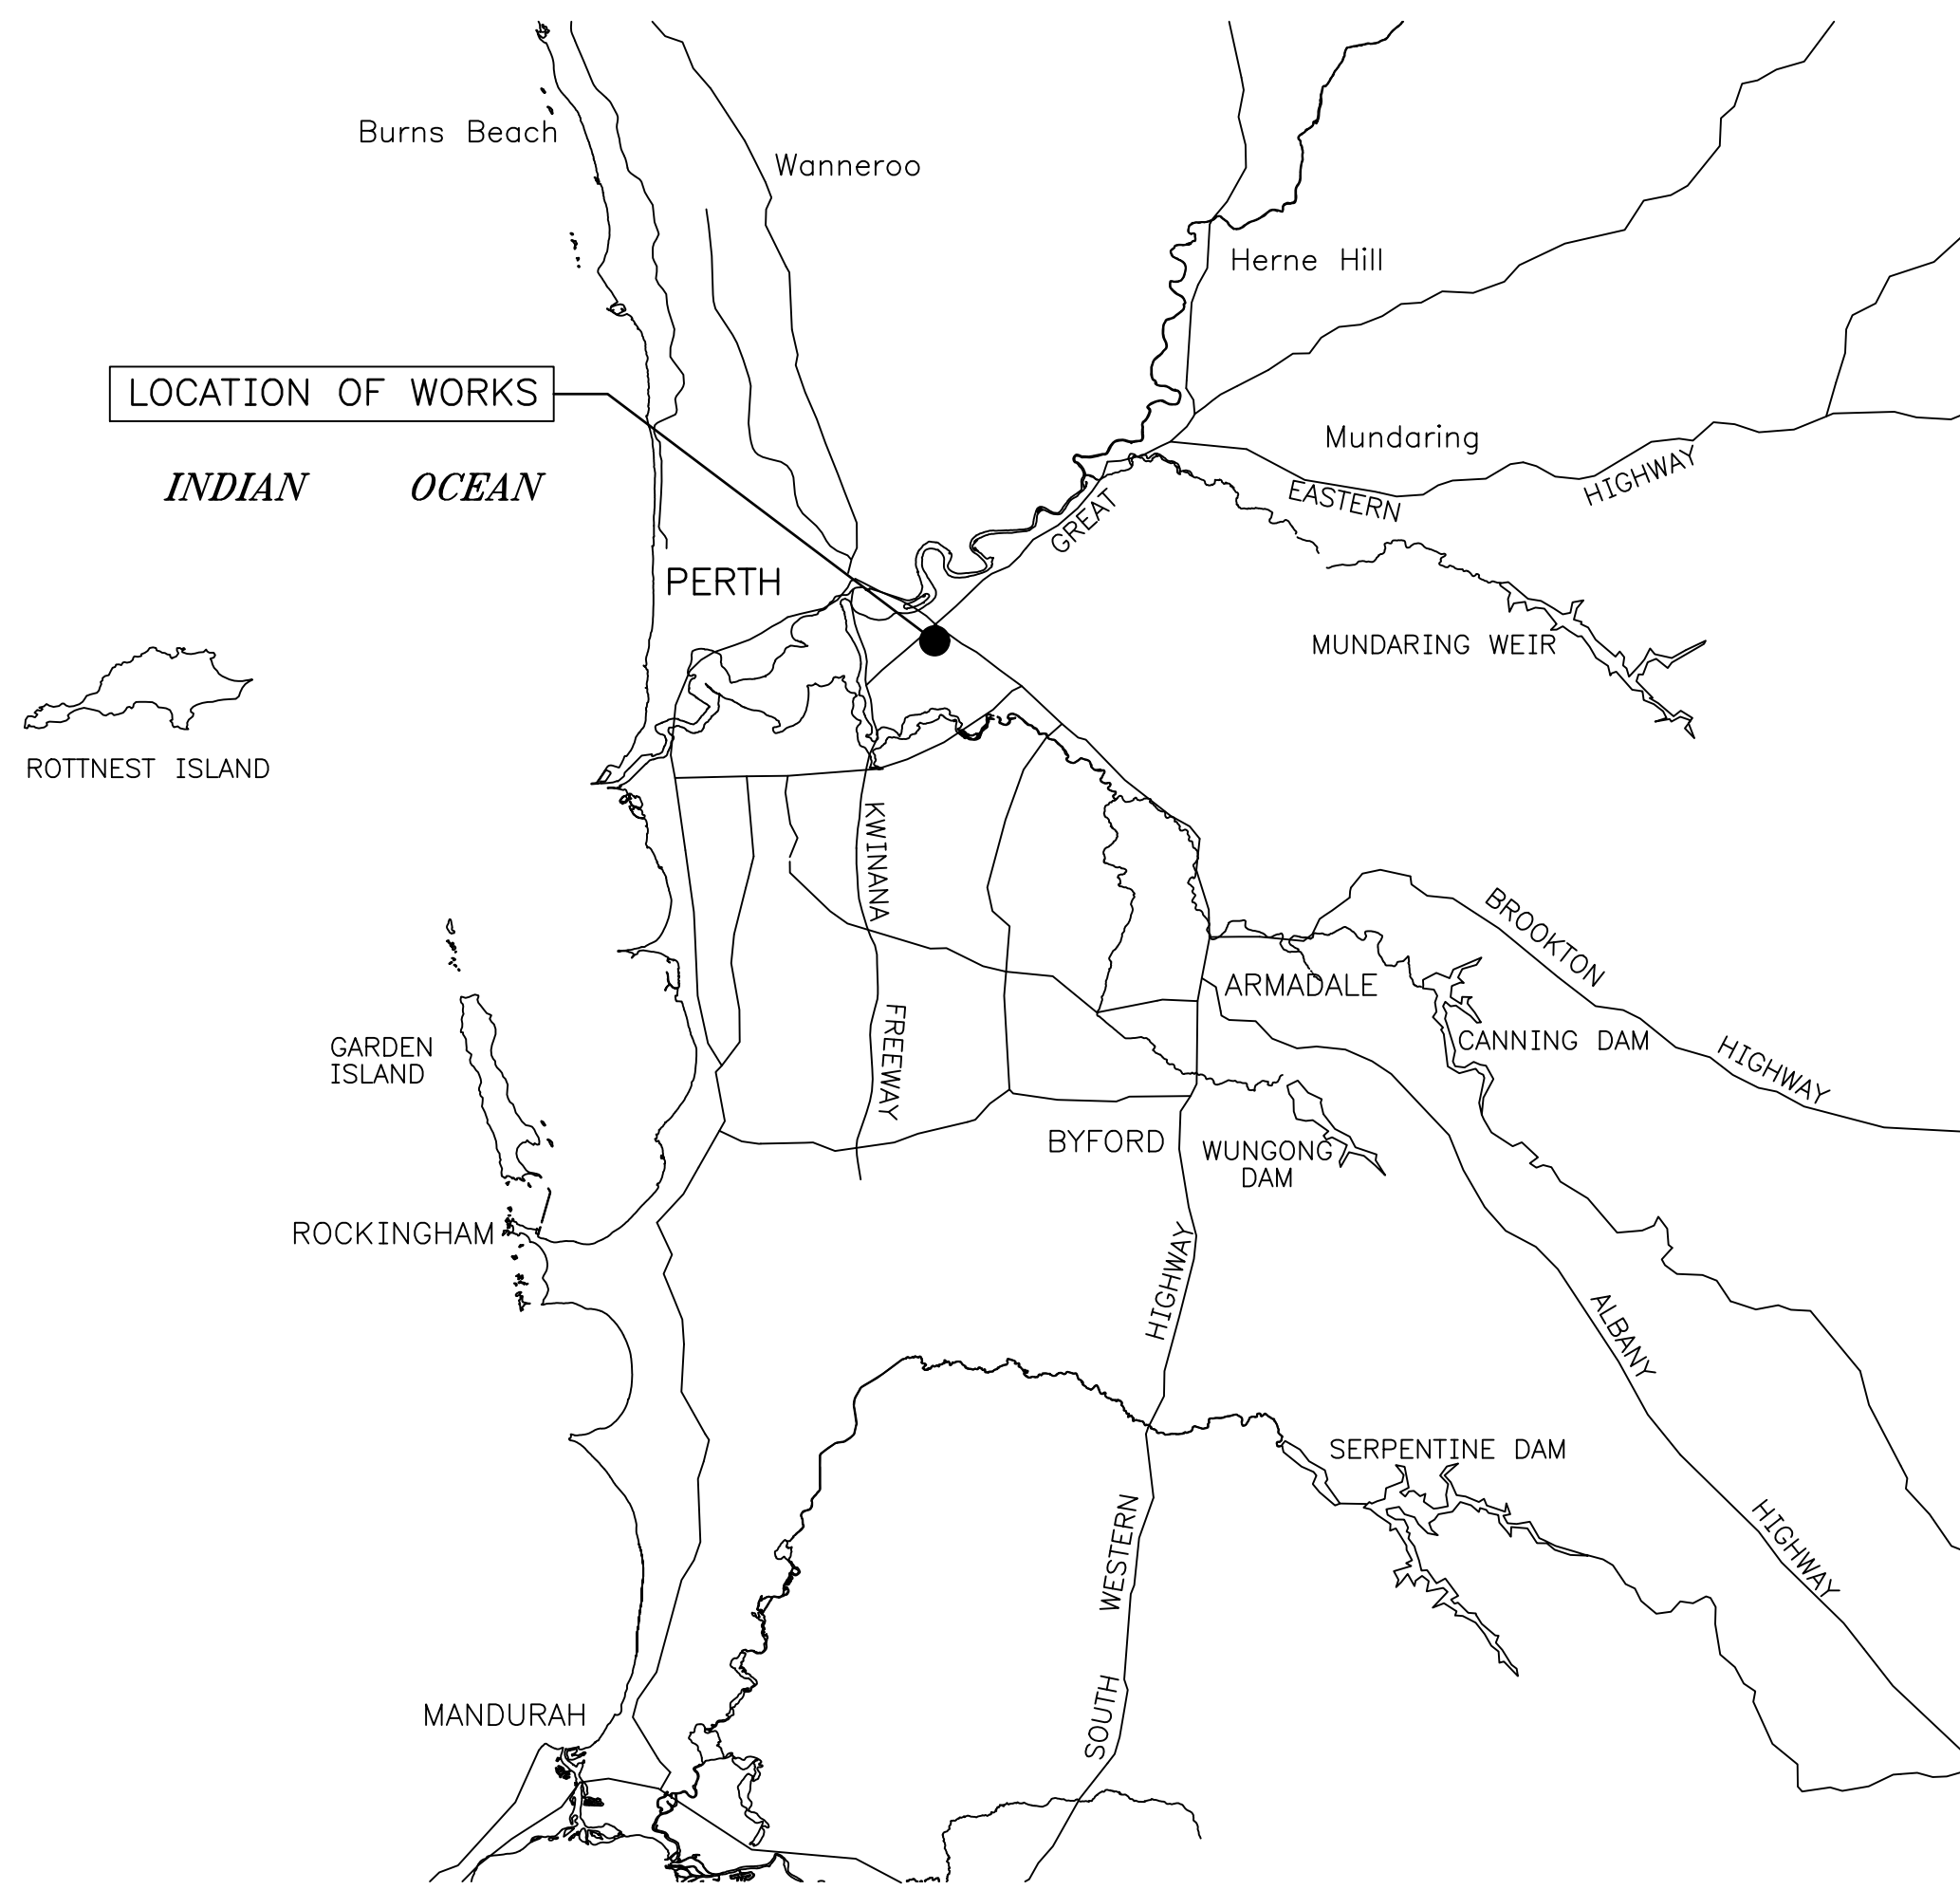 Burns Beach
Wanneroo
Herne Hill
LOCATION OF WORKS
INDIAN OCEAN
Mundaring
GREAT
EASTERN
HIGHWAY
PERTH
MUNDARING WEIR
ROTTNEST ISLAND
KWINANA
FREEWAY
BROOKTON
HIGHWAY
ARMADALE
CANNING DAM
GARDEN
ISLAND
BYFORD
WUNGONG
DAM
ROCKINGHAM
SOUTH
WESTERN
HIGHWAY
ALBANY
HIGHWAY
SERPENTINE DAM
MANDURAH